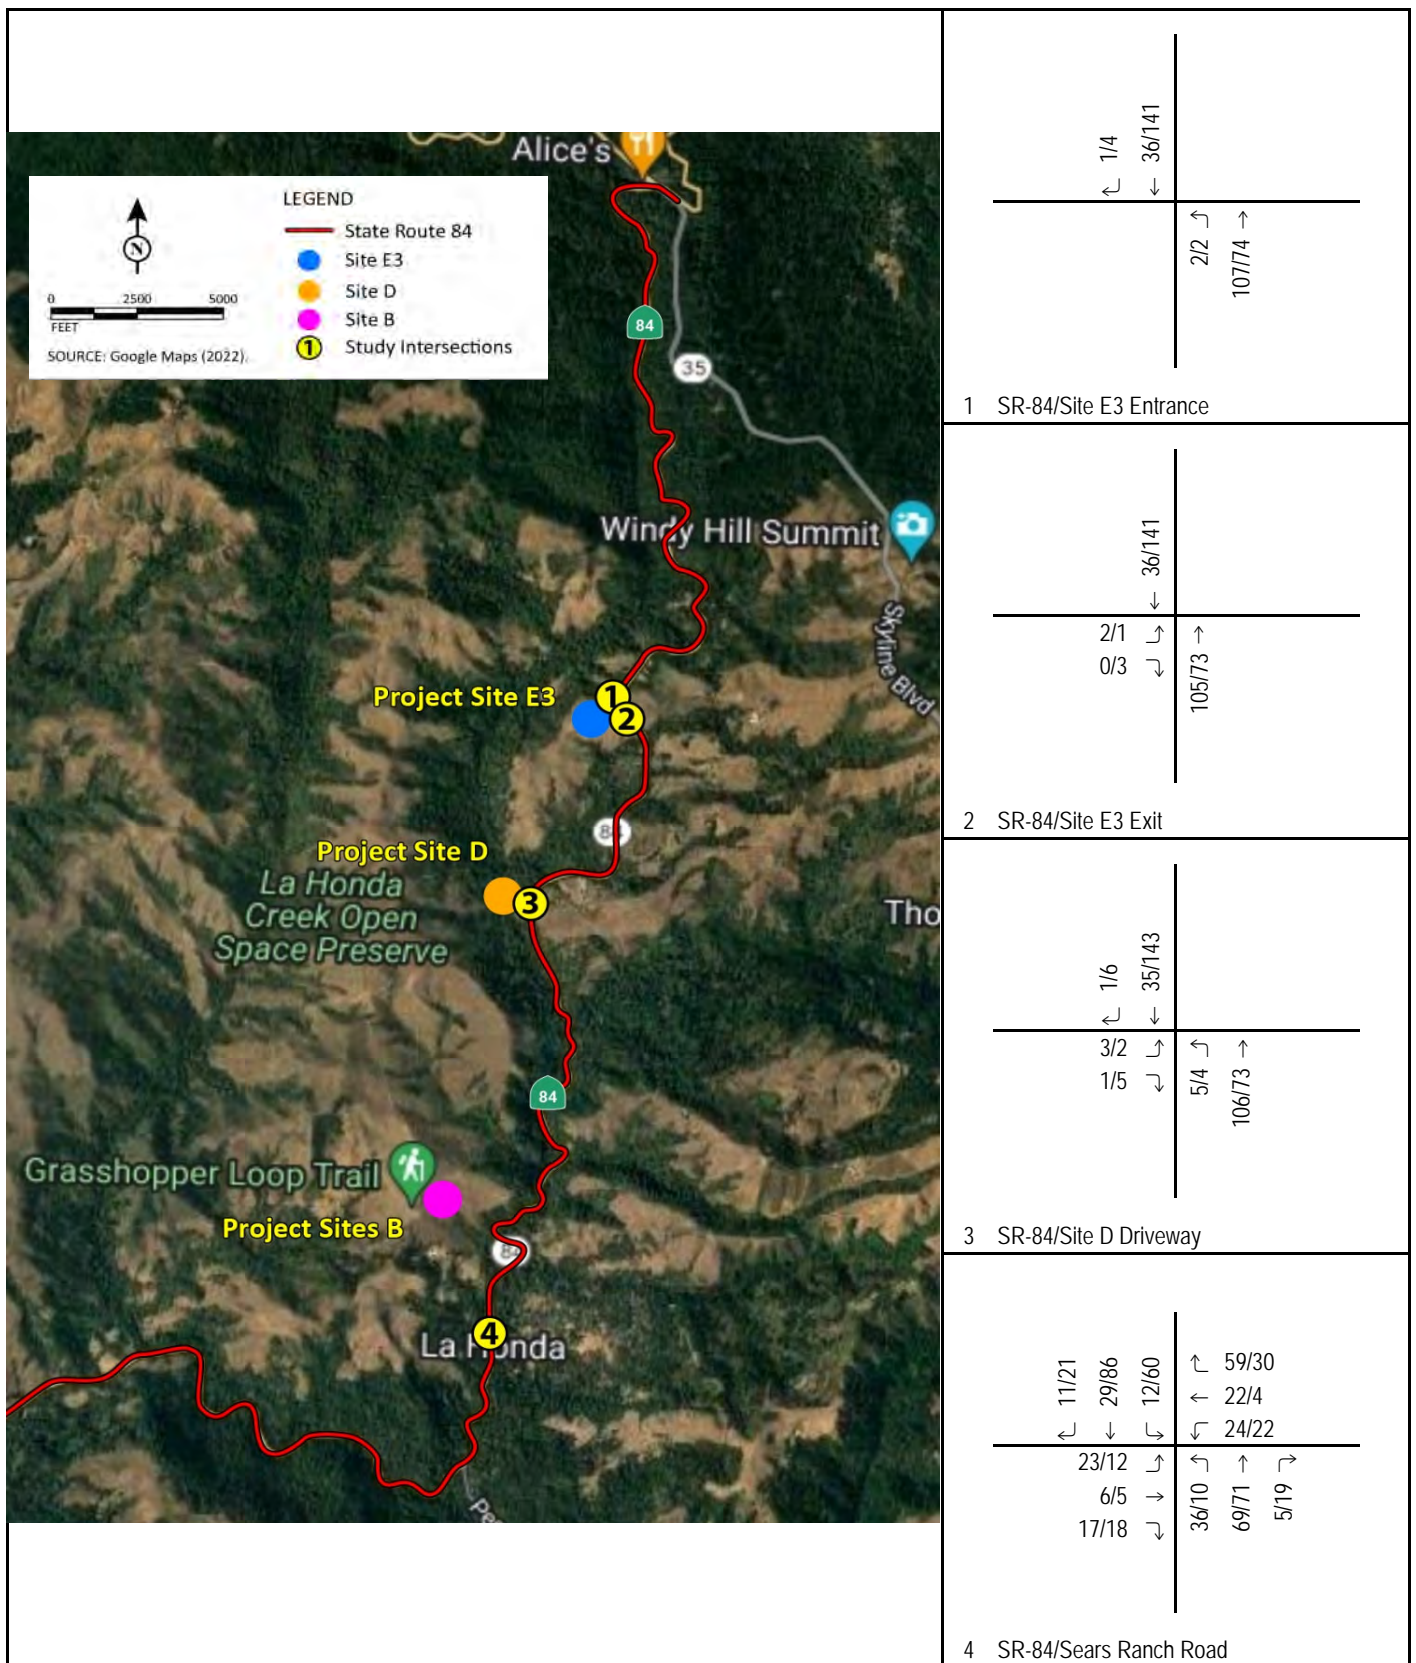 Alice's
LEGEND
State Route 84
Site E3
Site D
Site B
1 Study Intersections
N
0 2500 5000
FEET
SOURCE: Google Maps (2022).
84
35
Windy Hill Summit
Skyline Blvd
Project Site E3
1
2
84
Project Site D
La Honda
Creek Open
Space Preserve
3
Tho
84
Grasshopper Loop Trail
Project Sites B
84
4
La Honda
Pe
1/4
36/141
2/2
107/74
1 SR-84/Site E3 Entrance
36/141
2/1
0/3
105/73
2 SR-84/Site E3 Exit
1/6
35/143
3/2
1/5
5/4
106/73
3 SR-84/Site D Driveway
11/21
29/86
12/60
59/30
22/4
24/22
23/12
6/5
17/18
36/10
69/71
5/19
4 SR-84/Sears Ranch Road